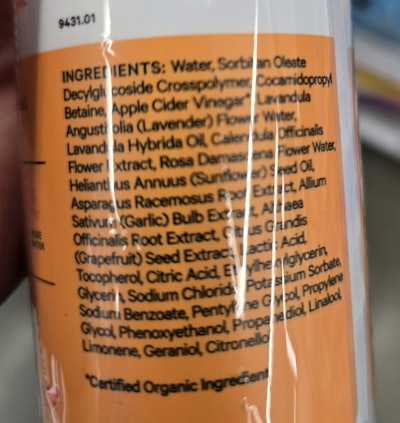 9431.01
INGREDIENTS: Water, Sorbitan Oleate
Decylglucoside Crosspolymer, Cocamidopropyl
Betaine, Apple Cider Vinegar*, Lavandula
Angustifolia (Lavender) Flower Water,
Lavandula Hybrida Oil, Calendula Officinalis
Flower Extract, Rosa Damascena Flower Water,
Helianthus Annuus (Sunflower) Seed Oil,
Asparagus Racemosus Root Extract, Allium
Sativum (Garlic) Bulb Extract, Althaea
Officinalis Root Extract, Citrus Grandis
(Grapefruit) Seed Extract, Lactic Acid,
Tocopherol, Citric Acid, Ethylhexylglycerin,
Glycerin, Sodium Chloride, Potassium Sorbate,
Sodium Benzoate, Pentylene Glycol, Propylene
Glycol, Phenoxyethanol, Propanediol, Linalool,
Limonene, Geraniol, Citronellol
*Certified Organic Ingredient